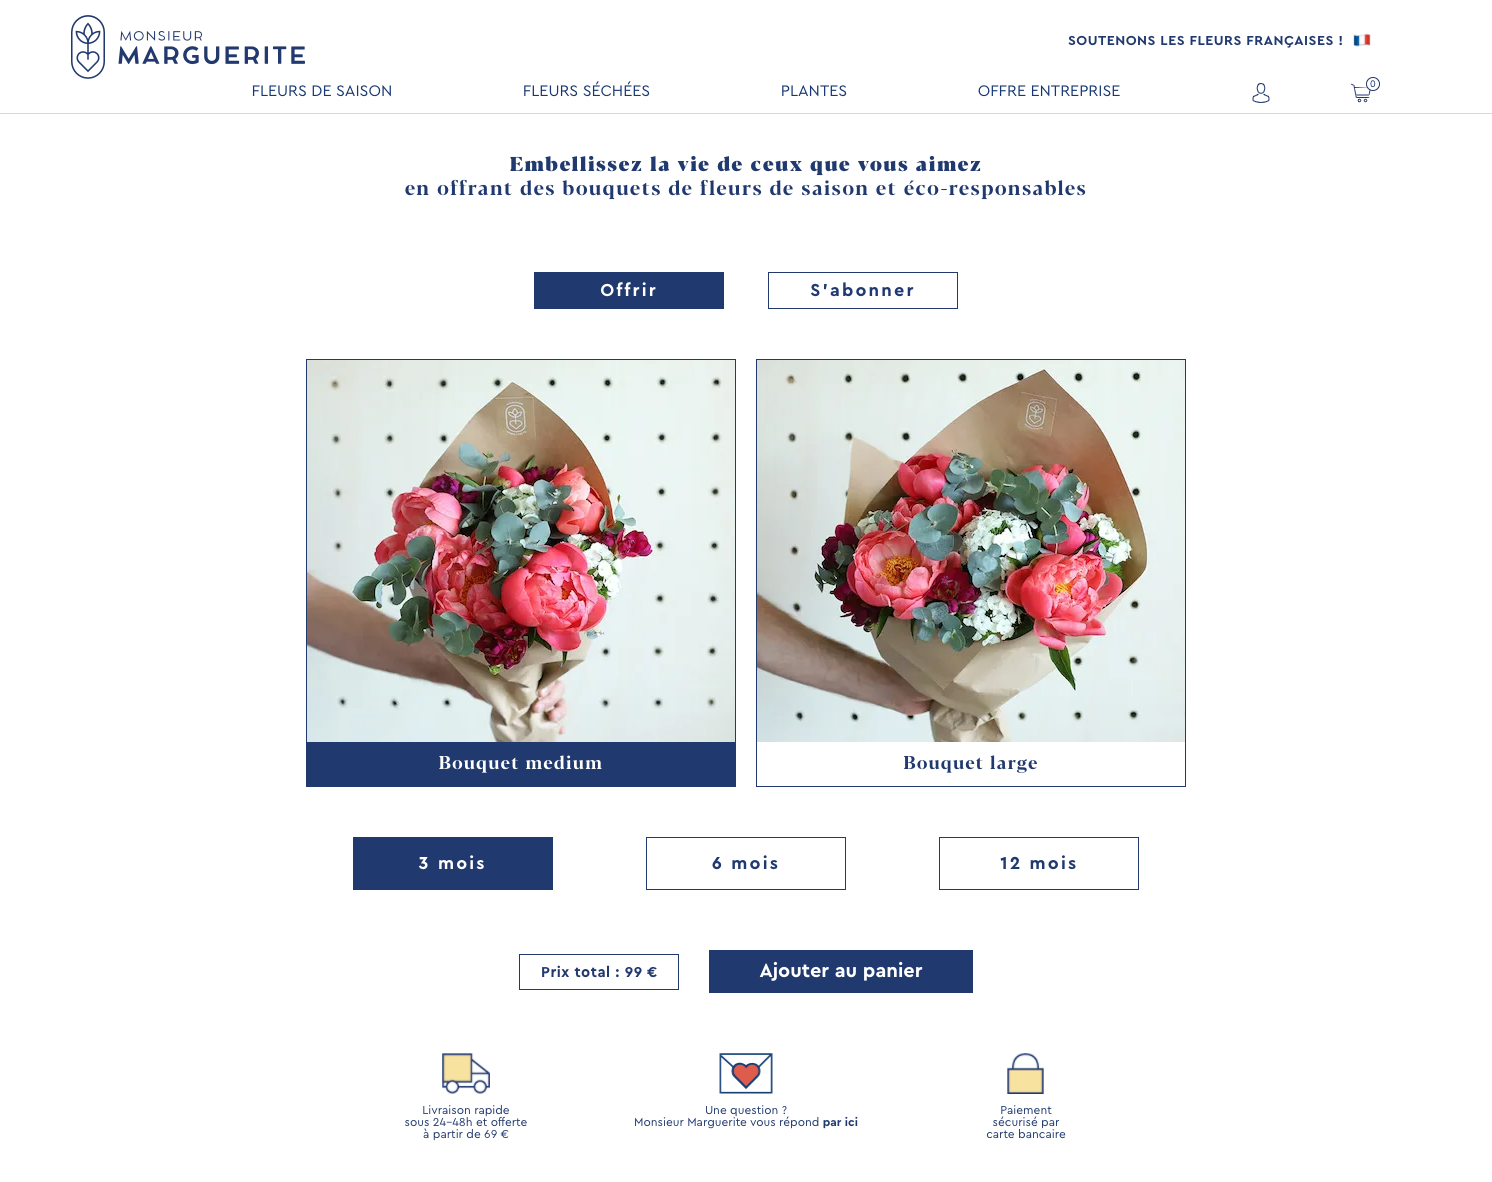 MONSIEUR
MARGUERITE
SOUTENONS LES FLEURS FRANÇAISES !
FLEURS DE SAISON
FLEURS SÉCHÉES
PLANTES
OFFRE ENTREPRISE
0
Embellissez la vie de ceux que vous aimez
en offrant des bouquets de fleurs de saison et éco-responsables
Offrir
S'abonner
Bouquet medium
Bouquet large
3 mois
6 mois
12 mois
Prix total : 99 €
Ajouter au panier
Livraison rapide
sous 24-48h et offerte
à partir de 69 €
Une question ?
Monsieur Marguerite vous répond par ici
Paiement
sécurisé par
carte bancaire